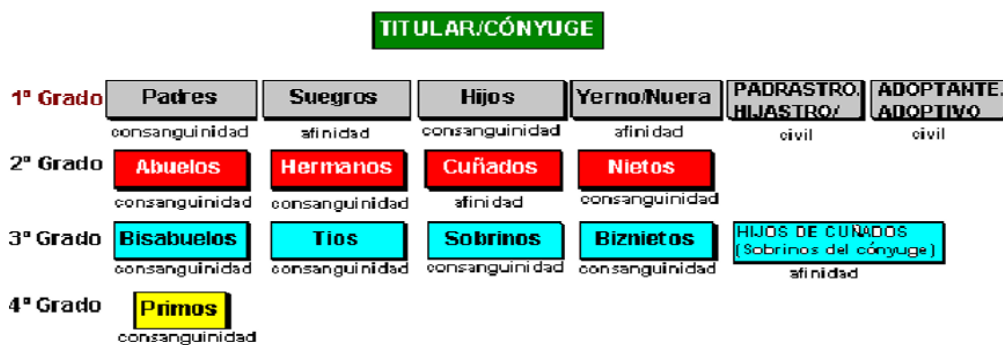 TITULAR/CÓNYUGE
1º Grado Padres Suegros Hijos Yerno/Nuera PADRASTRO/ ADOPTANTE/
HIJASTRO/ ADOPTIVO
consanguinidad afinidad consanguinidad afinidad civil civil
2º Grado Abuelos Hermanos Cuñados Nietos
consanguinidad consanguinidad afinidad consanguinidad
3º Grado Bisabuelos Tios Sobrinos Biznietos HIJOS DE CUÑADOS
(Sobrinos del cónyuge)
consanguinidad consanguinidad consanguinidad consanguinidad afinidad
4º Grado Primos
consanguinidad